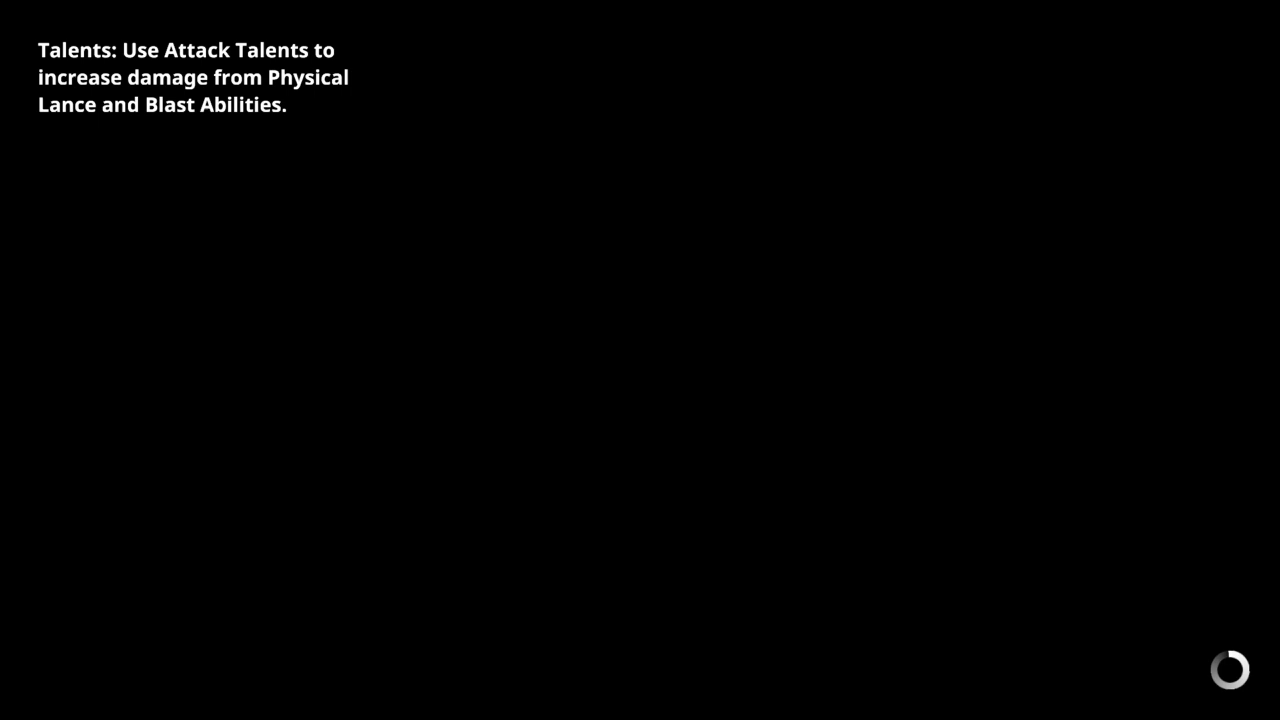 Talents: Use Attack Talents to
increase damage from Physical
Lance and Blast Abilities.